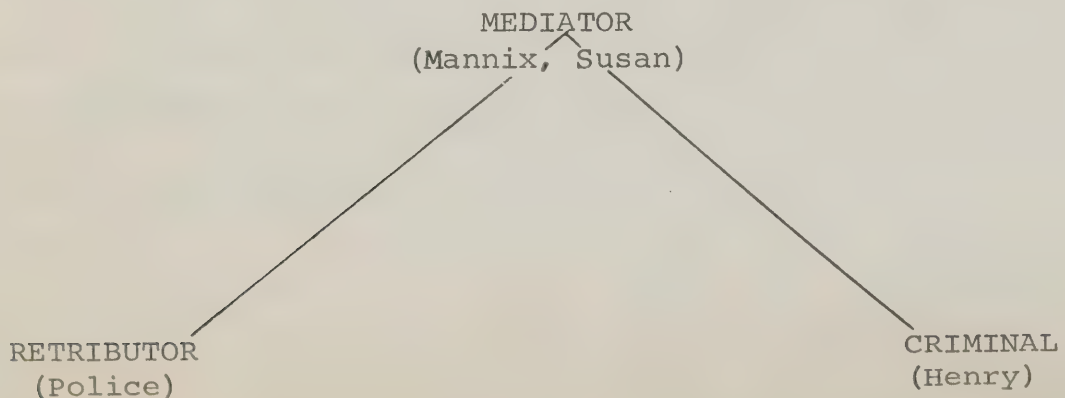 MEDIATOR
(Mannix, Susan)
RETRIBUTOR
(Police)
CRIMINAL
(Henry)